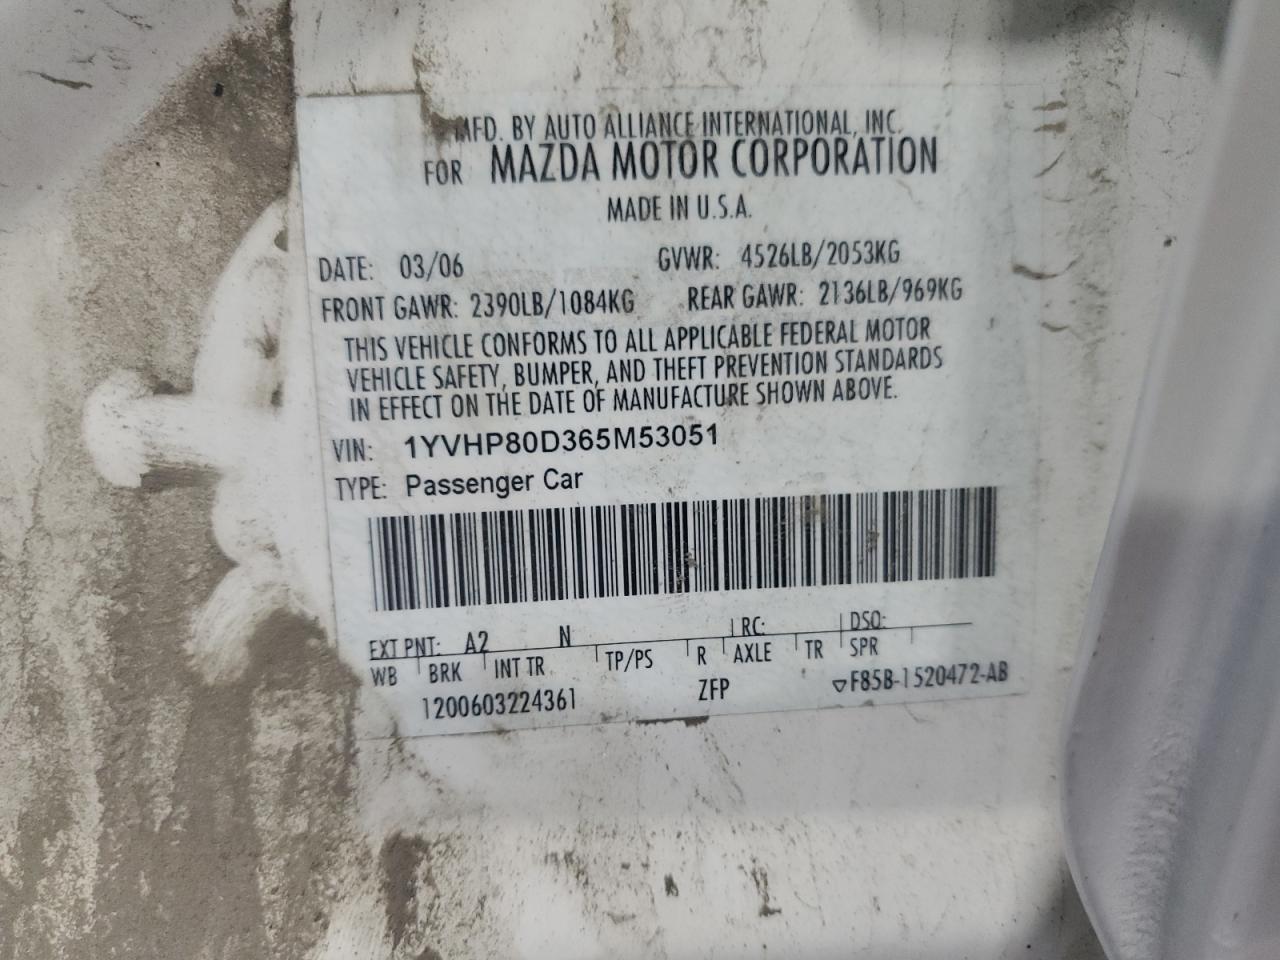 MFD. BY AUTO ALLIANCE INTERNATIONAL, INC.
FOR MAZDA MOTOR CORPORATION
MADE IN U.S.A.
DATE: 03/06 GVWR: 4526LB/2053KG
FRONT GAWR: 2390LB/1084KG REAR GAWR: 2136LB/969KG
THIS VEHICLE CONFORMS TO ALL APPLICABLE FEDERAL MOTOR
VEHICLE SAFETY, BUMPER, AND THEFT PREVENTION STANDARDS
IN EFFECT ON THE DATE OF MANUFACTURE SHOWN ABOVE.
VIN: 1YVHP80D365M53051
TYPE: Passenger Car
EXT PNT: A2 N RC: DSO:
WB BRK INT TR TP/PS R AXLE TR SPR
1200603224361 ZFP ▽F85B-1520472-AB